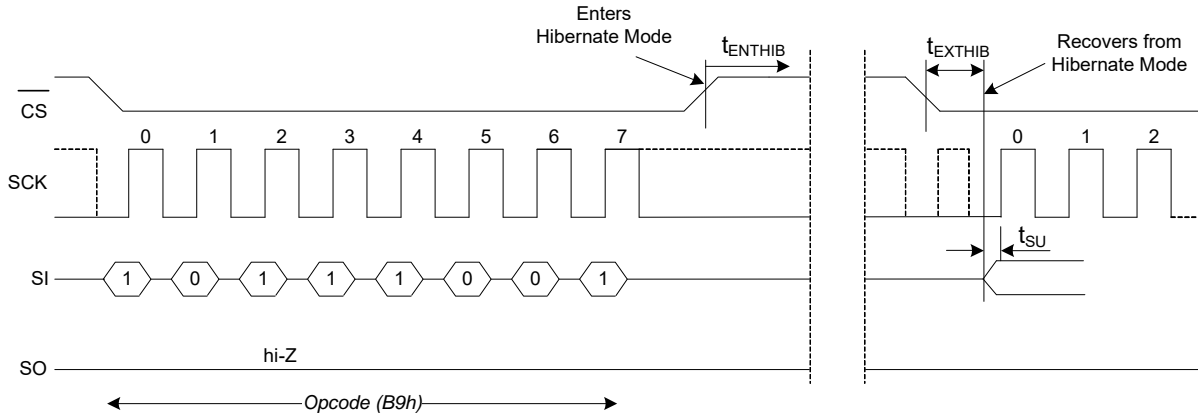 Enters
Hibernate Mode
tENTHIB
tEXTHIB
Recovers from
Hibernate Mode
CS
0 1 2 3 4 5 6 7 0 1 2
SCK
tSU
SI 1 0 1 1 1 0 0 1
hi-Z
SO
Opcode (B9h)